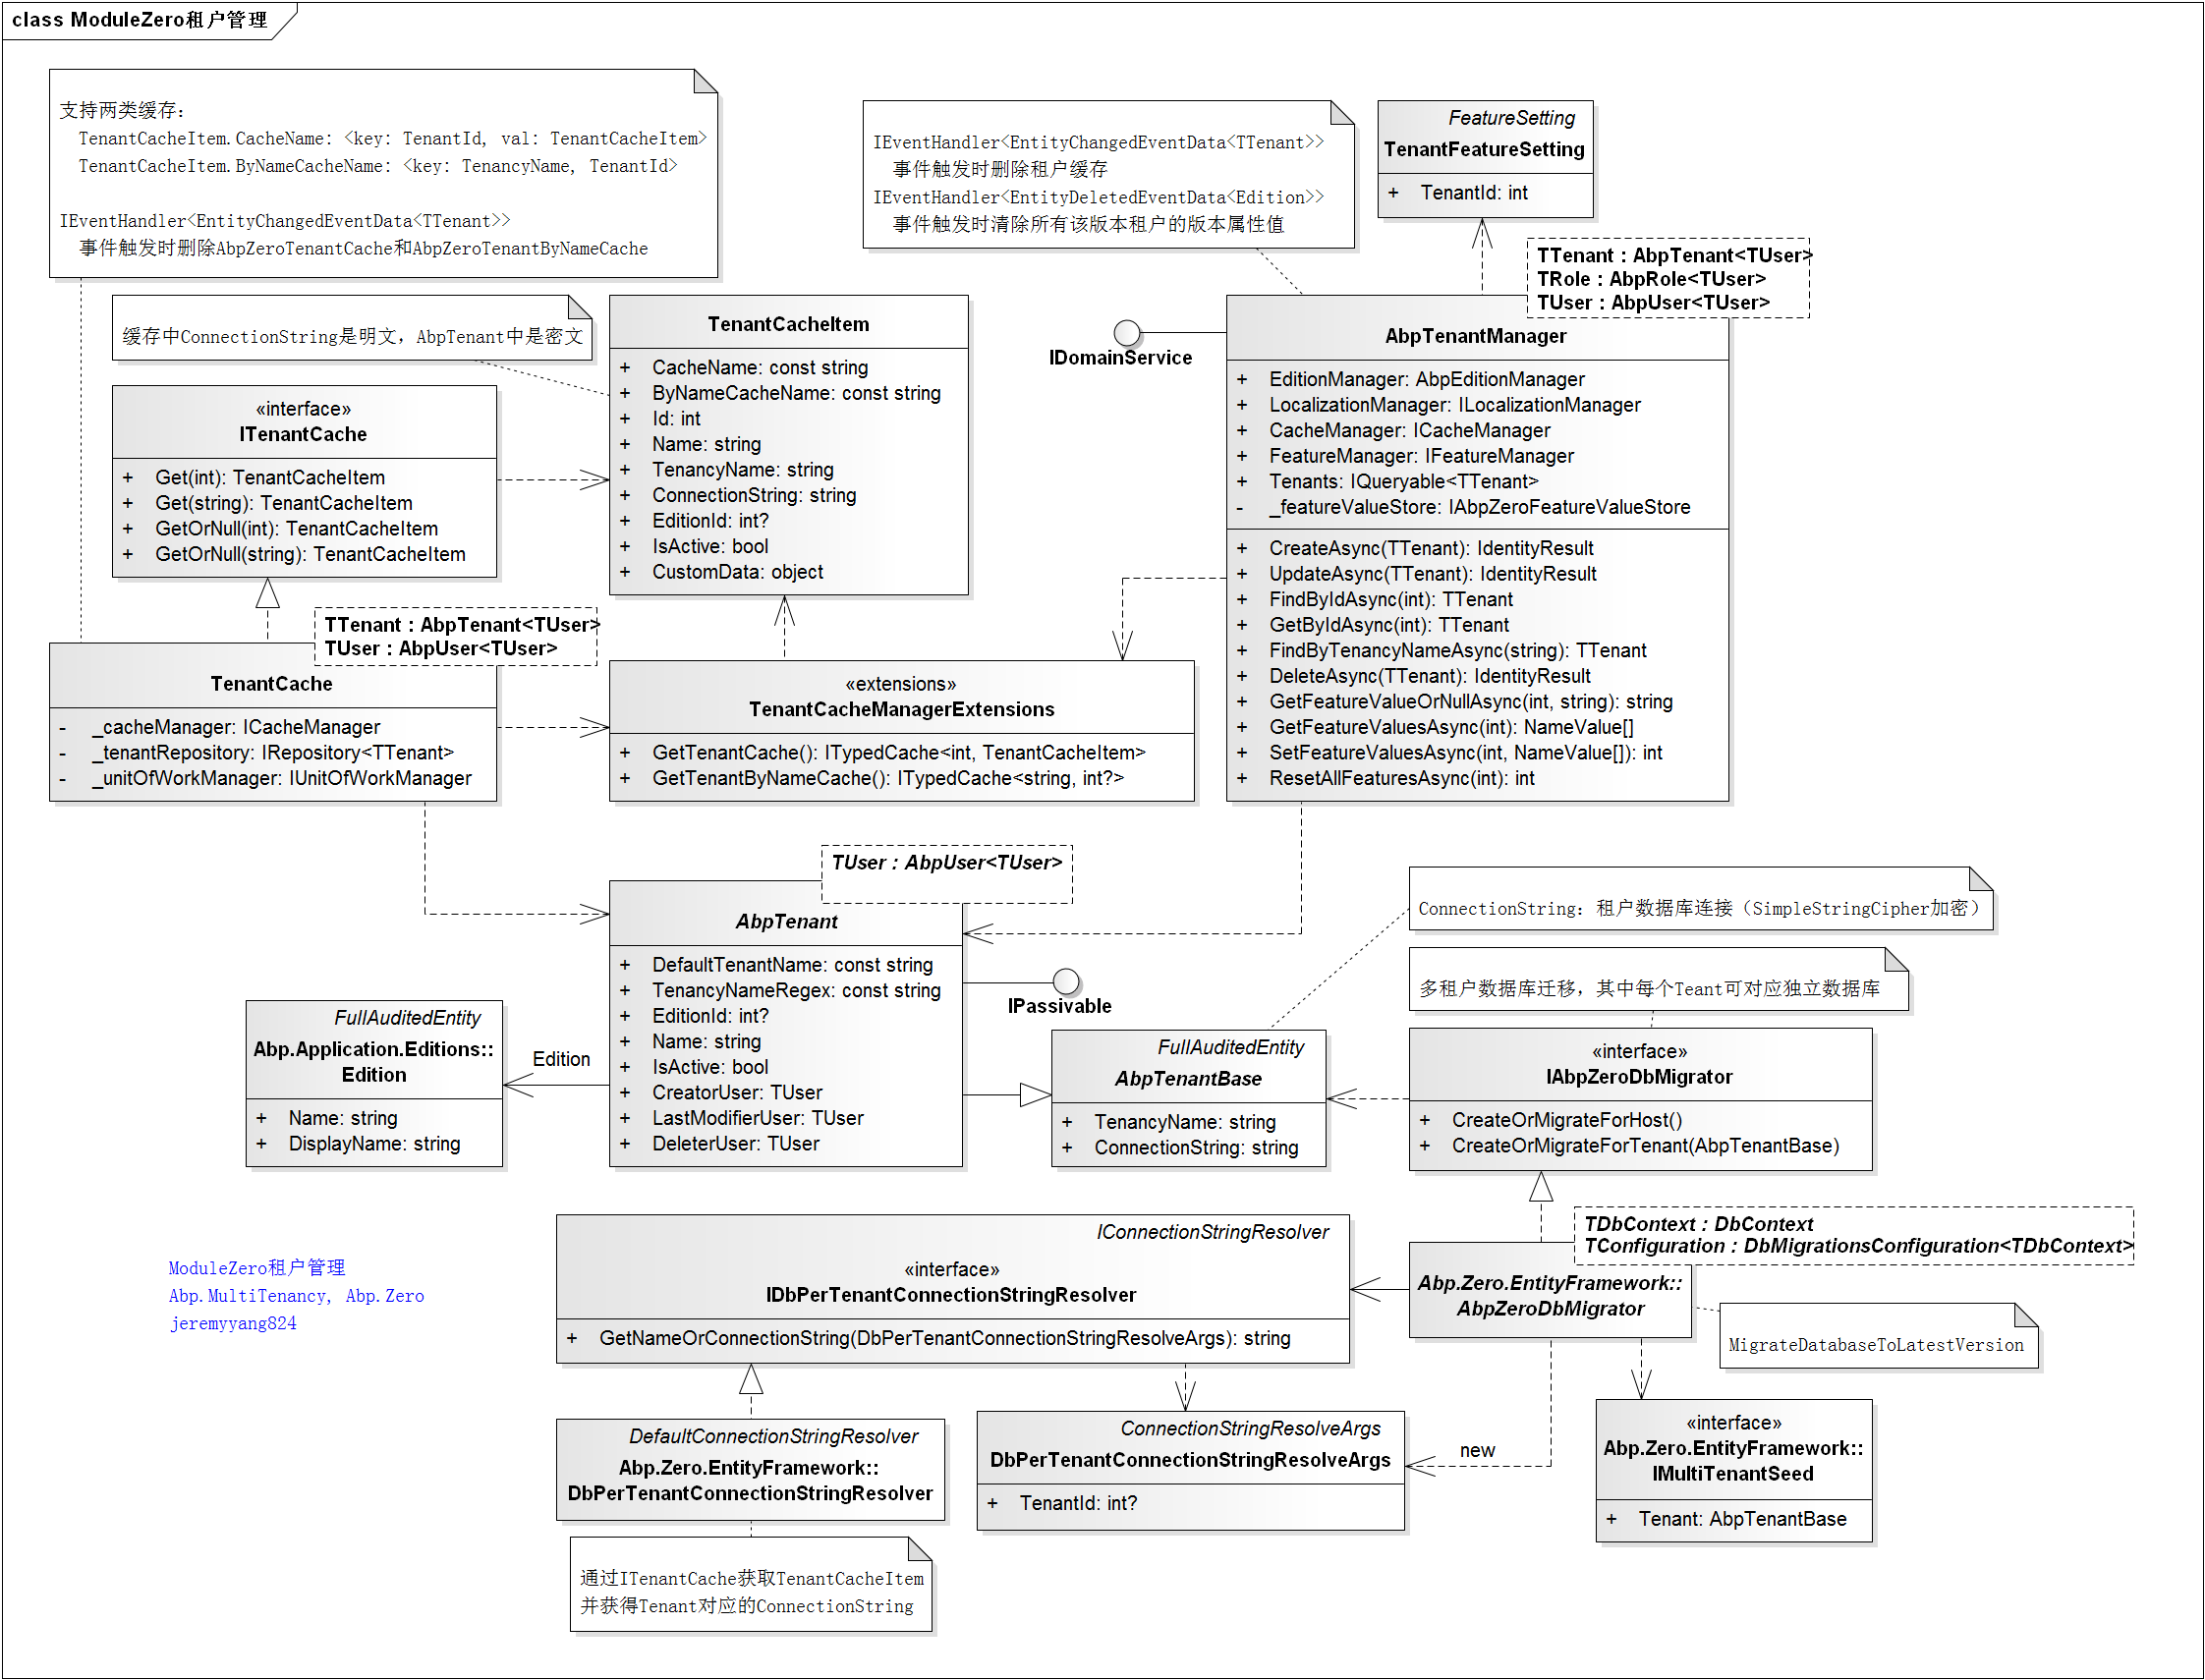 class ModuleZero租户管理
支持两类缓存：
TenantCacheItem.CacheName: <key: TenantId, val: TenantCacheItem>
TenantCacheItem.ByNameCacheName: <key: TenancyName, TenantId>
IEventHandler<EntityChangedEventData<TTenant>>
事件触发时删除AbpZeroTenantCache和AbpZeroTenantByNameCache
IEventHandler<EntityChangedEventData<TTenant>>
事件触发时删除租户缓存
IEventHandler<EntityDeletedEventData<Edition>>
事件触发时清除所有该版本租户的版本属性值
FeatureSetting
TenantFeatureSetting
+ TenantId: int
缓存中ConnectionString是明文，AbpTenant中是密文
TenantCacheItem
+ CacheName: const string
+ ByNameCacheName: const string
+ Id: int
+ Name: string
+ TenancyName: string
+ ConnectionString: string
+ EditionId: int?
+ IsActive: bool
+ CustomData: object
IDomainService
TTenant : AbpTenant<TUser>
TRole : AbpRole<TUser>
TUser : AbpUser<TUser>
AbpTenantManager
+ EditionManager: AbpEditionManager
+ LocalizationManager: ILocalizationManager
+ CacheManager: ICacheManager
+ FeatureManager: IFeatureManager
+ Tenants: IQueryable<TTenant>
- _featureValueStore: IAbpZeroFeatureValueStore
+ CreateAsync(TTenant): IdentityResult
+ UpdateAsync(TTenant): IdentityResult
+ FindByIdAsync(int): TTenant
+ GetByIdAsync(int): TTenant
+ FindByTenancyNameAsync(string): TTenant
+ DeleteAsync(TTenant): IdentityResult
+ GetFeatureValueOrNullAsync(int, string): string
+ GetFeatureValuesAsync(int): NameValue[]
+ SetFeatureValuesAsync(int, NameValue[]): int
+ ResetAllFeaturesAsync(int): int
«interface»
ITenantCache
+ Get(int): TenantCacheItem
+ Get(string): TenantCacheItem
+ GetOrNull(int): TenantCacheItem
+ GetOrNull(string): TenantCacheItem
TTenant : AbpTenant<TUser>
TUser : AbpUser<TUser>
TenantCache
- _cacheManager: ICacheManager
- _tenantRepository: IRepository<TTenant>
- _unitOfWorkManager: IUnitOfWorkManager
«extensions»
TenantCacheManagerExtensions
+ GetTenantCache(): ITypedCache<int, TenantCacheItem>
+ GetTenantByNameCache(): ITypedCache<string, int?>
TUser : AbpUser<TUser>
AbpTenant
+ DefaultTenantName: const string
+ TenancyNameRegex: const string
+ EditionId: int?
+ Name: string
+ IsActive: bool
+ CreatorUser: TUser
+ LastModifierUser: TUser
+ DeleterUser: TUser
IPassivable
Edition
FullAuditedEntity
Abp.Application.Editions::
Edition
+ Name: string
+ DisplayName: string
FullAuditedEntity
AbpTenantBase
+ TenancyName: string
+ ConnectionString: string
ConnectionString：租户数据库连接（SimpleStringCipher加密）
多租户数据库迁移，其中每个Teant可对应独立数据库
«interface»
IAbpZeroDbMigrator
+ CreateOrMigrateForHost()
+ CreateOrMigrateForTenant(AbpTenantBase)
TDbContext : DbContext
TConfiguration : DbMigrationsConfiguration<TDbContext>
Abp.Zero.EntityFramework::
AbpZeroDbMigrator
MigrateDatabaseToLatestVersion
IConnectionStringResolver
«interface»
IDbPerTenantConnectionStringResolver
+ GetNameOrConnectionString(DbPerTenantConnectionStringResolveArgs): string
ModuleZero租户管理
Abp.MultiTenancy, Abp.Zero
jeremyyang824
DefaultConnectionStringResolver
Abp.Zero.EntityFramework::
DbPerTenantConnectionStringResolver
ConnectionStringResolveArgs
DbPerTenantConnectionStringResolveArgs
+ TenantId: int?
new
«interface»
Abp.Zero.EntityFramework::
IMultiTenantSeed
+ Tenant: AbpTenantBase
通过ITenantCache获取TenantCacheItem
并获得Tenant对应的ConnectionString